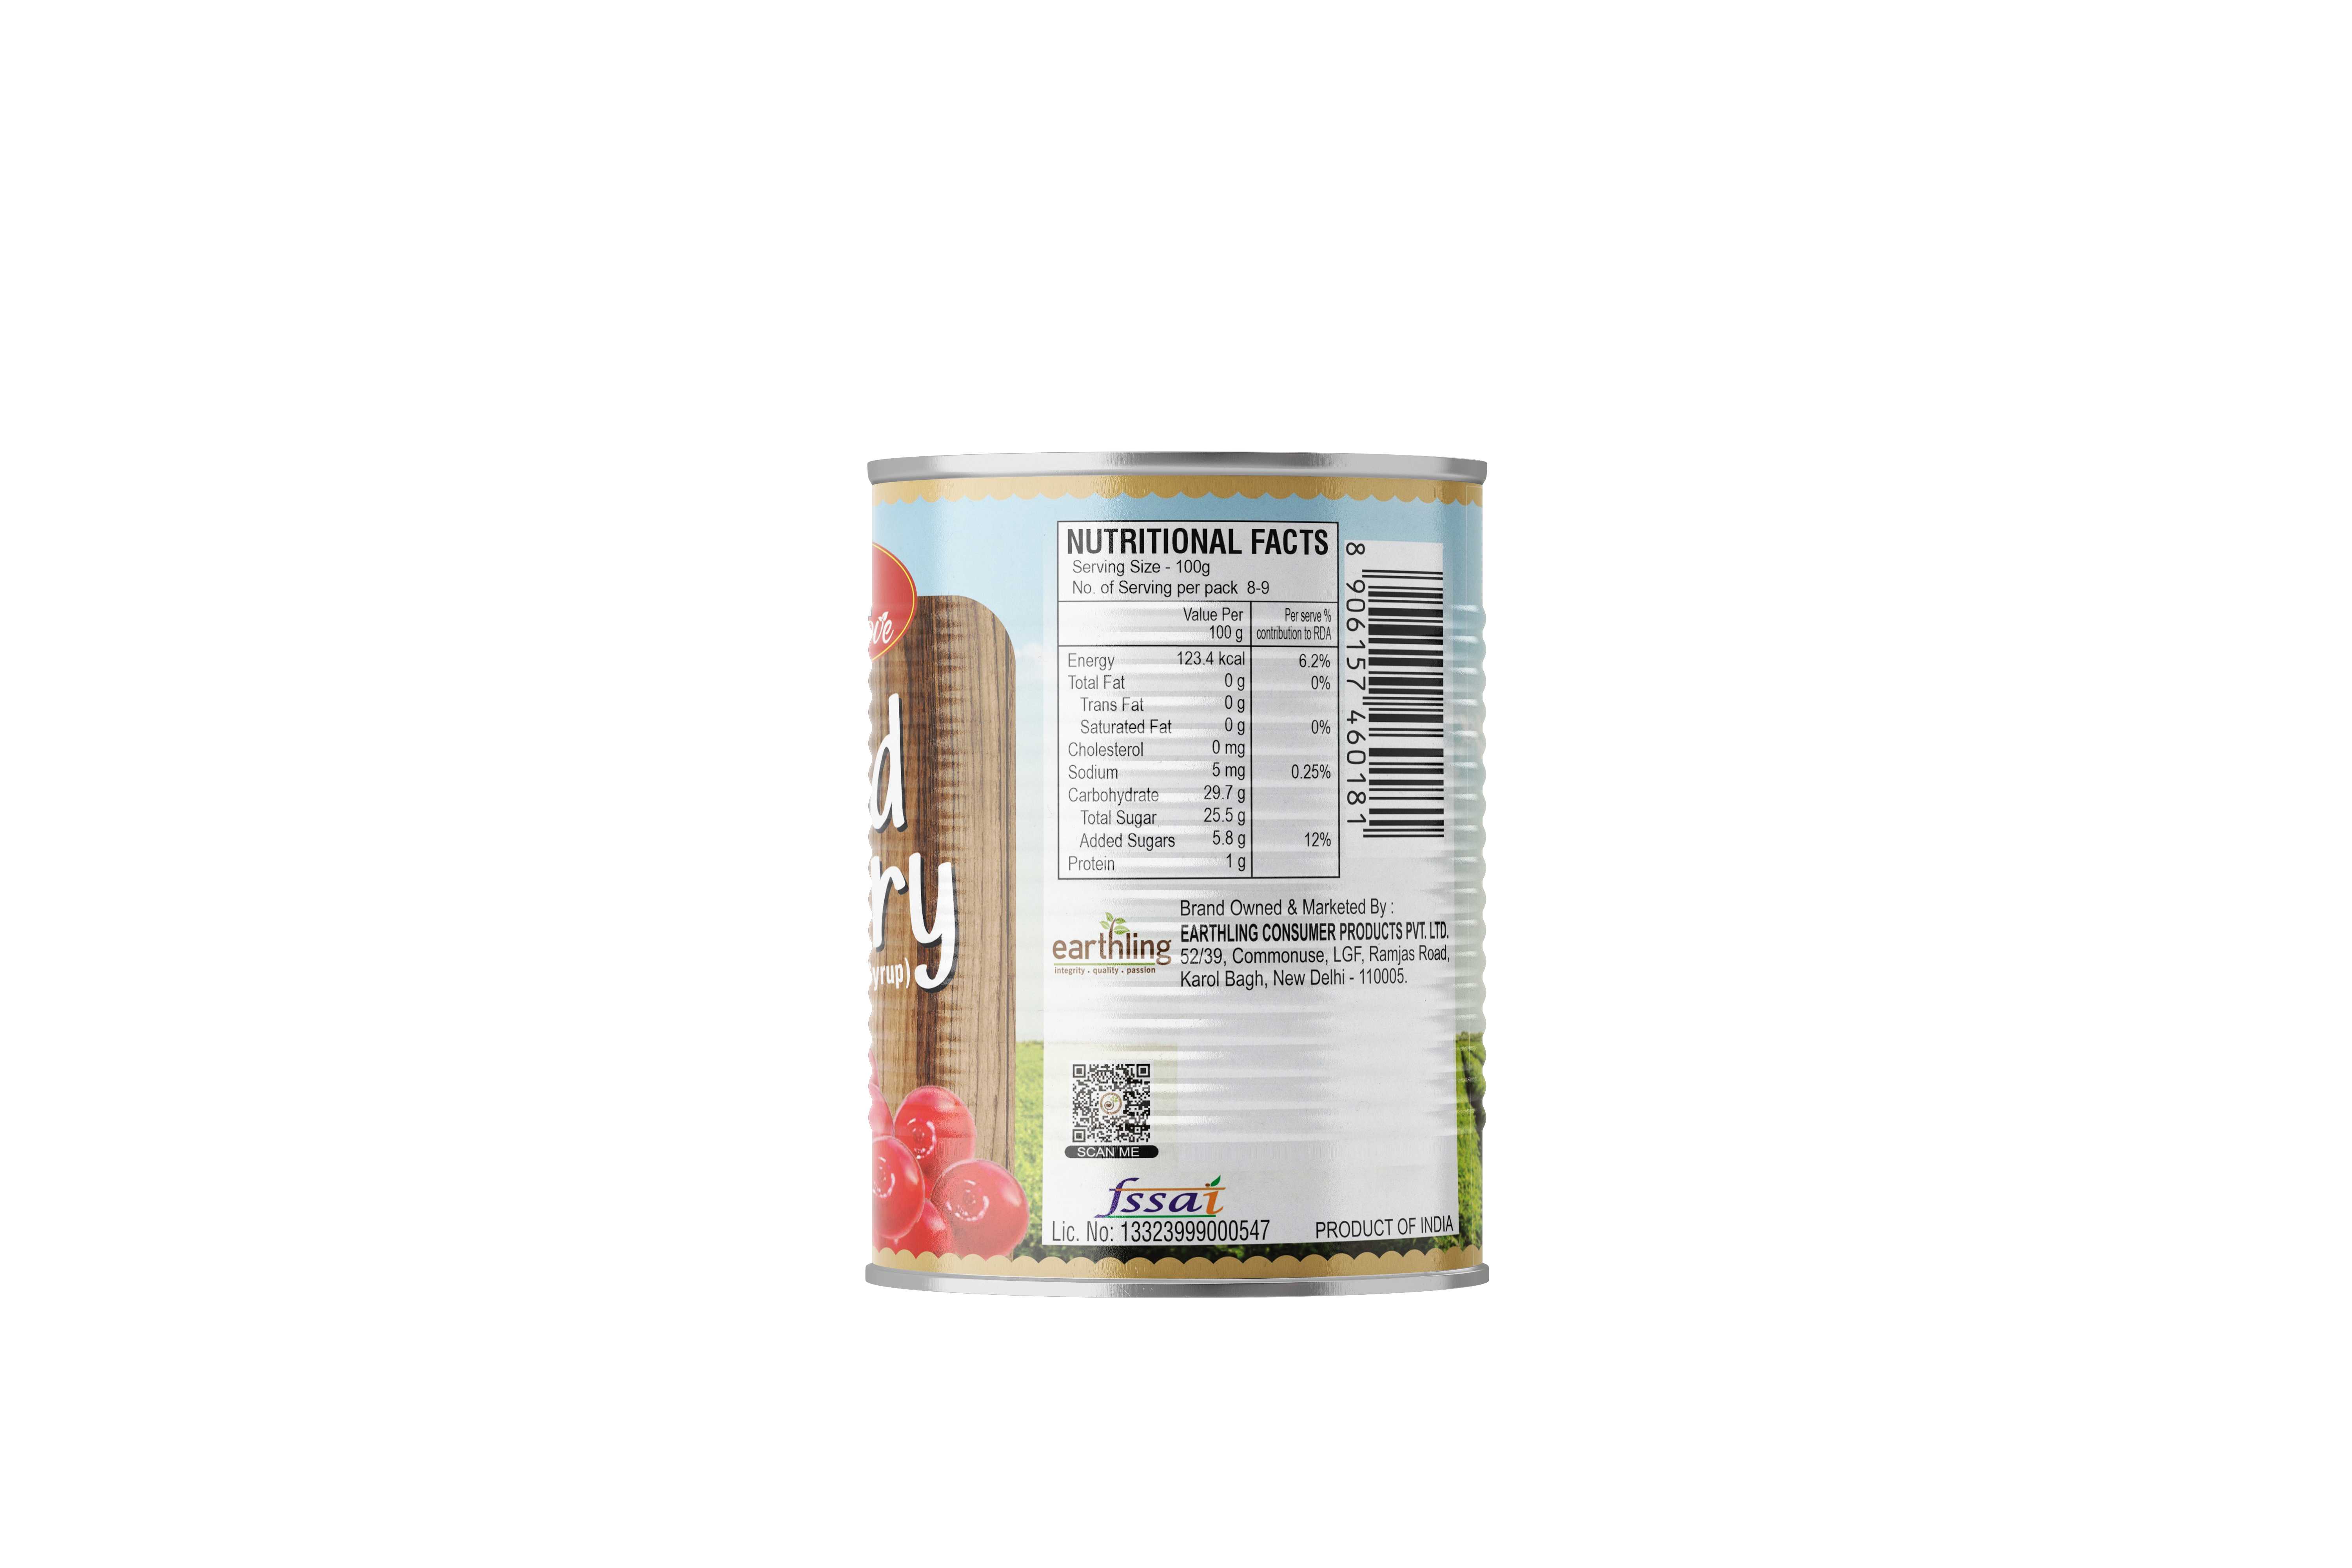 NUTRITIONAL FACTS
Serving Size - 100g
No. of Serving per pack 8-9
Value Per 100 g
Per serve % contribution to RDA
Energy 123.4 kcal 6.2%
Total Fat 0 g 0%
Trans Fat 0 g
Saturated Fat 0 g 0%
Cholesterol 0 mg
Sodium 5 mg 0.25%
Carbohydrate 29.7 g
Total Sugar 25.5 g
Added Sugars 5.8 g 12%
Protein 1 g
8 906157 460181
earthling
integrity . quality . passion
Brand Owned & Marketed By :
EARTHLING CONSUMER PRODUCTS PVT. LTD.
52/39, Commonuse, LGF, Ramjas Road,
Karol Bagh, New Delhi - 110005.
d
ry
yrup)
SCAN ME
fssai
Lic. No: 13323999000547
PRODUCT OF INDIA